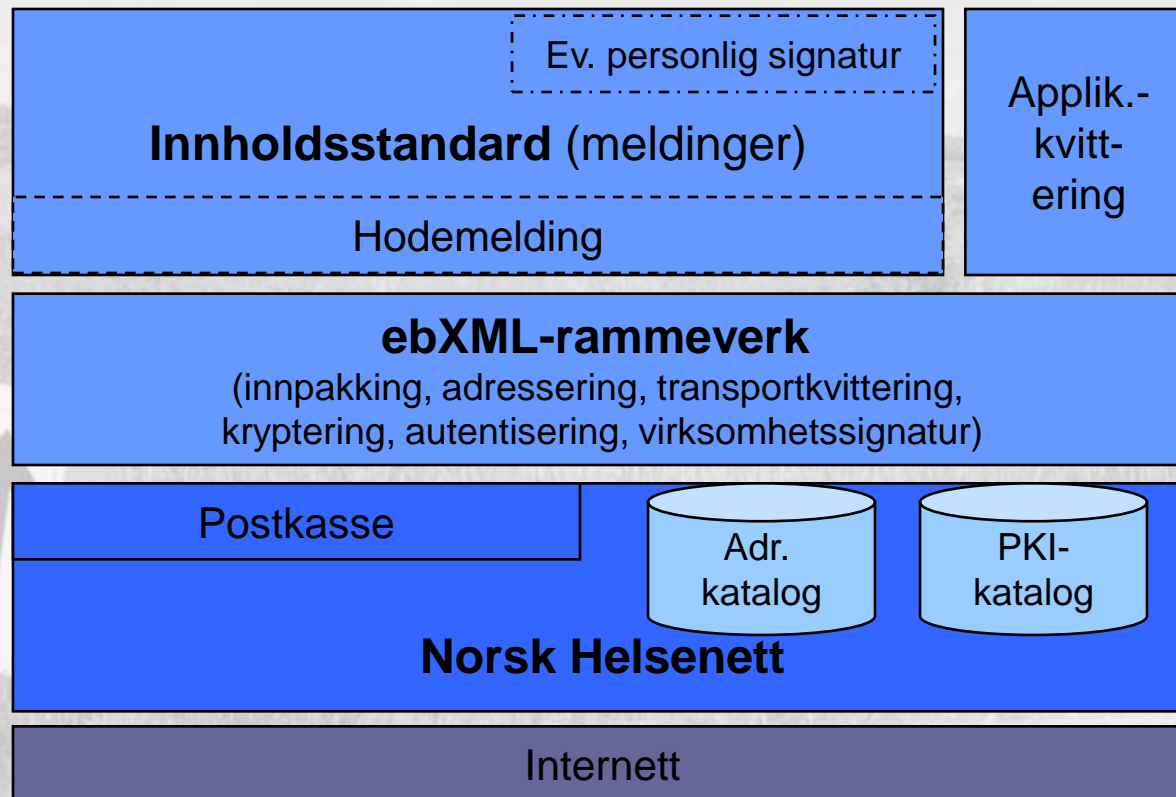 Ev. personlig signatur
Innholdsstandard (meldinger)
Hodemelding
Applik.-
kvitt-
ering
ebXML-rammeverk
(innpakking, adressering, transportkvittering,
kryptering, autentisering, virksomhetssignatur)
Postkasse
Adr.
katalog
PKI-
katalog
Norsk Helsenett
Internett